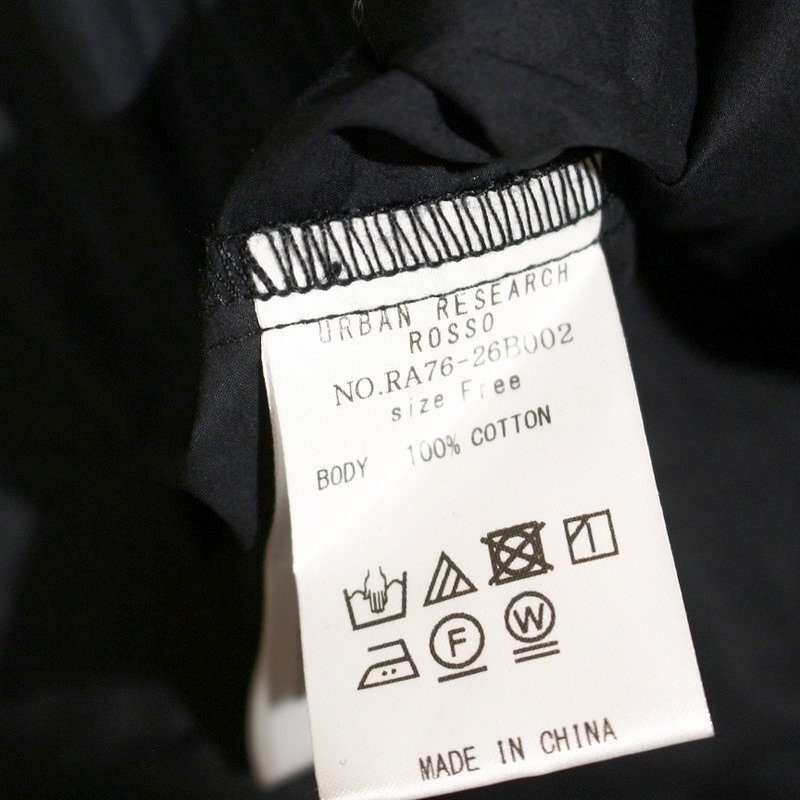 URBAN RESEARCH
ROSSO
NO.RA76-26B002
size Free
BODY 100% COTTON
F W
MADE IN CHINA